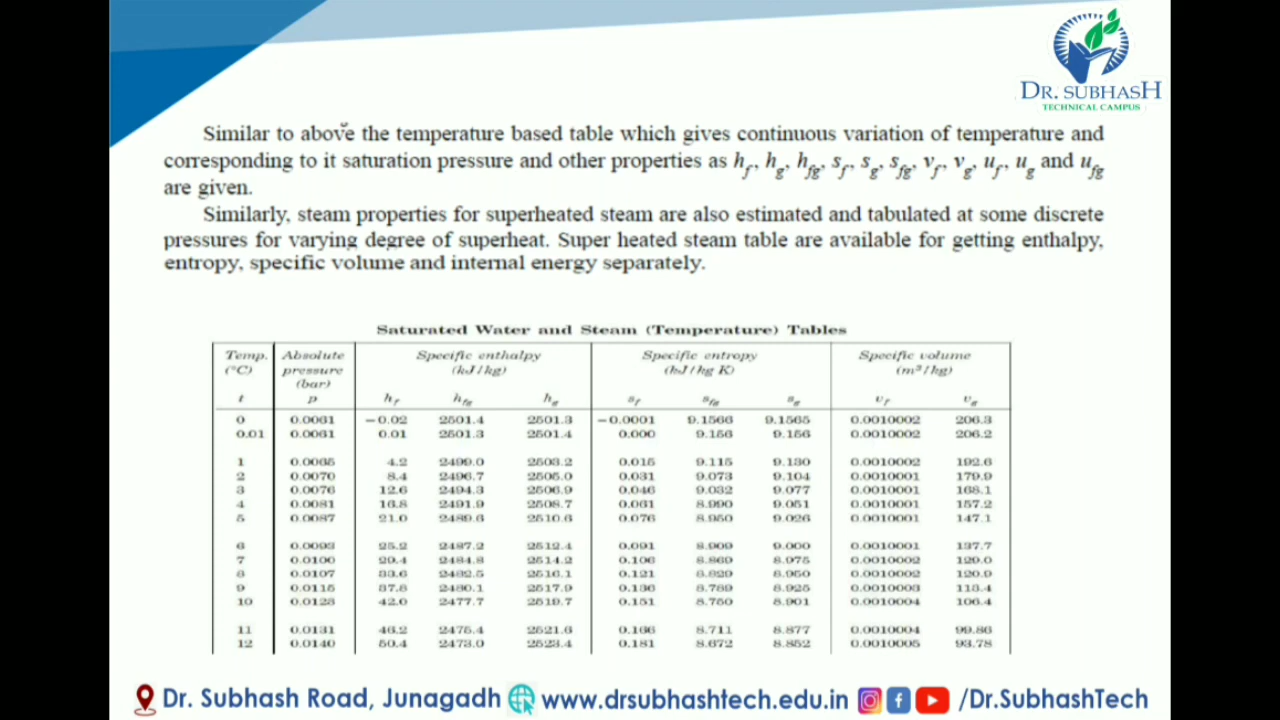 DR. SUBHASH
TECHNICAL CAMPUS
Similar to above the temperature based table which gives continuous variation of temperature and
corresponding to it saturation pressure and other properties as hf, hg, hfg, sf, sg, sfg, vf, vg, uf, ug and ufg
are given.
Similarly, steam properties for superheated steam are also estimated and tabulated at some discrete
pressures for varying degree of superheat. Super heated steam table are available for getting enthalpy,
entropy, specific volume and internal energy separately.
Saturated Water and Steam (Temperature) Tables
Temp. Absolute Specific enthalpy Specific entropy Specific volume
(°C) pressure (kJ/kg) (kJ/kg K) (m³/kg)
(bar)
t p hf hfg hg sf sfg sg vf vg
0 0.0061 −0.02 2501.4 2501.3 −0.0001 9.1566 9.1565 0.0010002 206.3
0.01 0.0061 0.01 2501.3 2501.4 0.000 9.156 9.156 0.0010002 206.2
1 0.0065 4.2 2499.0 2503.2 0.015 9.115 9.130 0.0010002 192.6
2 0.0070 8.4 2496.7 2505.0 0.031 9.073 9.104 0.0010001 179.9
3 0.0076 12.6 2494.3 2506.9 0.046 9.032 9.077 0.0010001 168.1
4 0.0081 16.8 2491.9 2508.7 0.061 8.990 9.051 0.0010001 157.2
5 0.0087 21.0 2489.6 2510.6 0.076 8.950 9.026 0.0010001 147.1
6 0.0093 25.2 2487.2 2512.4 0.091 8.909 9.000 0.0010001 137.7
7 0.0100 29.4 2484.8 2514.2 0.106 8.869 8.975 0.0010002 129.0
8 0.0107 33.6 2482.5 2516.1 0.121 8.829 8.950 0.0010002 120.9
9 0.0115 37.8 2480.1 2517.9 0.136 8.789 8.925 0.0010003 113.4
10 0.0123 42.0 2477.7 2519.7 0.151 8.750 8.901 0.0010004 106.4
11 0.0131 46.2 2475.4 2521.6 0.166 8.711 8.877 0.0010004 99.86
12 0.0140 50.4 2473.0 2523.4 0.181 8.672 8.852 0.0010005 93.78
Dr. Subhash Road, Junagadh www.drsubhashtech.edu.in /Dr.SubhashTech